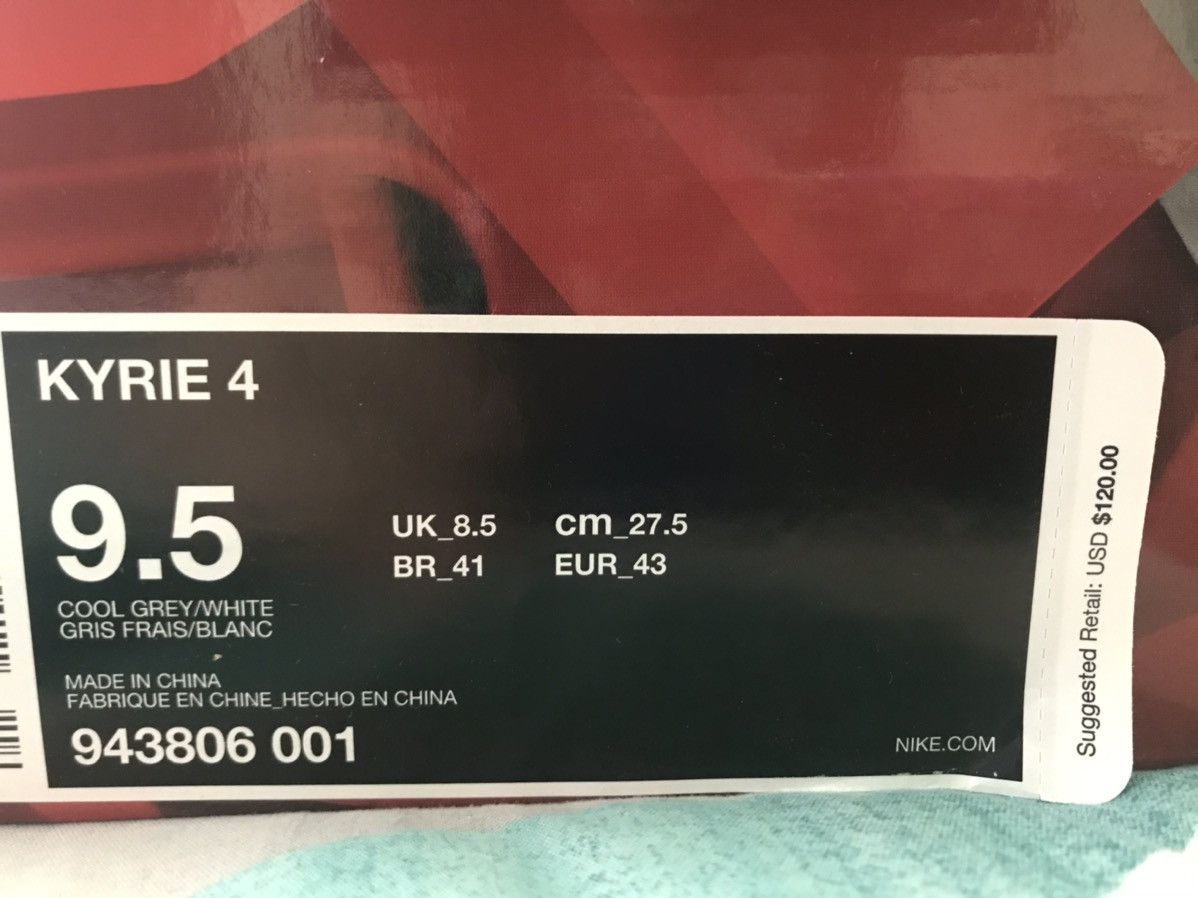 KYRIE 4
9.5
UK_8.5 cm_27.5
BR_41 EUR_43
COOL GREY/WHITE
GRIS FRAIS/BLANC
MADE IN CHINA
FABRIQUE EN CHINE_HECHO EN CHINA
943806 001
NIKE.COM
Suggested Retail: USD $120.00